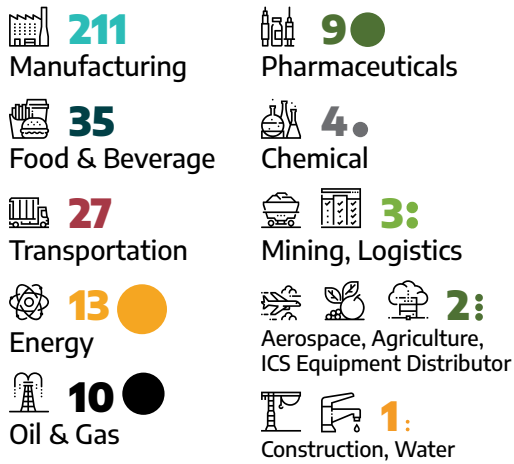 211
Manufacturing
35
Food & Beverage
27
Transportation
13
Energy
10
Oil & Gas
9
Pharmaceuticals
4
Chemical
3
Mining, Logistics
2
Aerospace, Agriculture,
ICS Equipment Distributor
1
Construction, Water